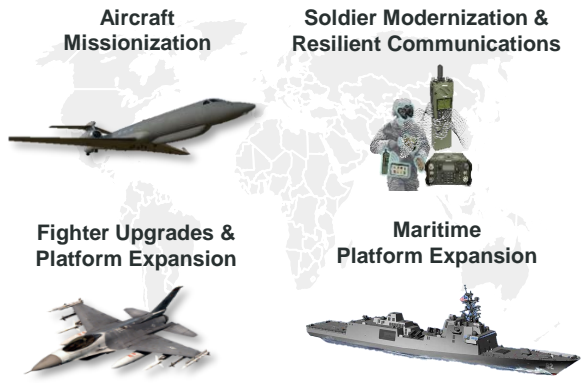 Aircraft
Missionization
Soldier Modernization &
Resilient Communications
Fighter Upgrades &
Platform Expansion
Maritime
Platform Expansion